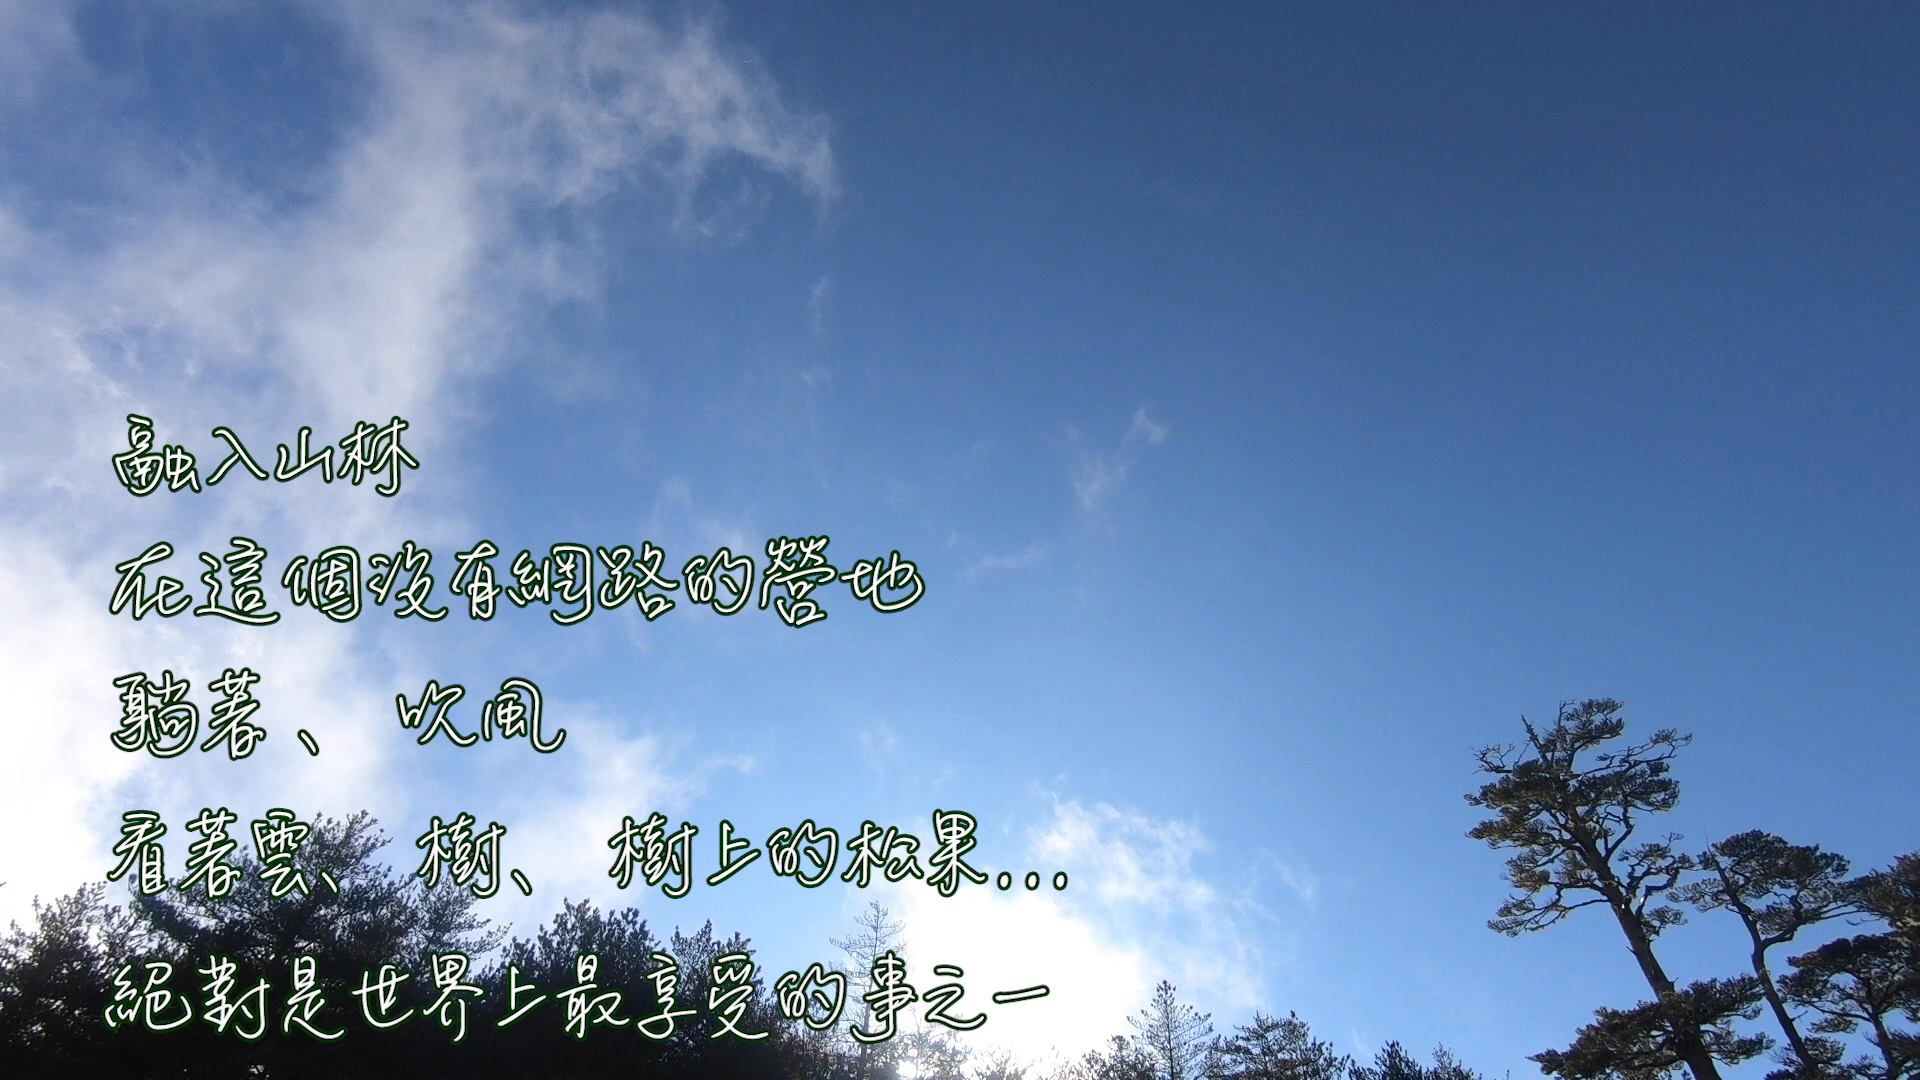 融入山林
在這個沒有網路的營地
躺著、 吹風
看著雲、 樹、 樹上的松果...
絕對是世界上最享受的事之一